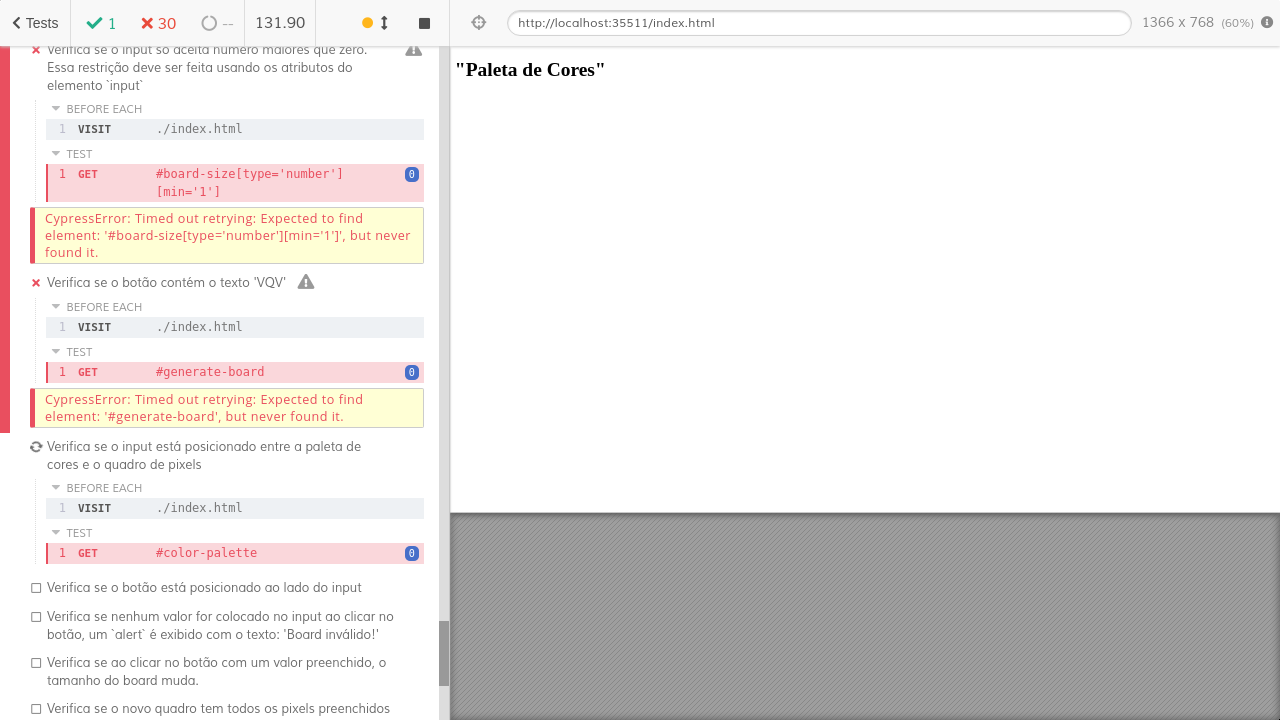 Tests
1
30
--
131.90
http://localhost:35511/index.html
1366 x 768 (60%)
Verifica se o input só aceita número maiores que zero.
Essa restrição deve ser feita usando os atributos do
elemento `input`
BEFORE EACH
1 VISIT ./index.html
TEST
1 GET #board-size[type='number']
[min='1']
0
CypressError: Timed out retrying: Expected to find
element: '#board-size[type='number'][min='1']', but never
found it.
Verifica se o botão contém o texto 'VQV'
BEFORE EACH
1 VISIT ./index.html
TEST
1 GET #generate-board 0
CypressError: Timed out retrying: Expected to find
element: '#generate-board', but never found it.
Verifica se o input está posicionado entre a paleta de
cores e o quadro de pixels
BEFORE EACH
1 VISIT ./index.html
TEST
1 GET #color-palette 0
Verifica se o botão está posicionado ao lado do input
Verifica se nenhum valor for colocado no input ao clicar no
botão, um `alert` é exibido com o texto: 'Board inválido!'
Verifica se ao clicar no botão com um valor preenchido, o
tamanho do board muda.
Verifica se o novo quadro tem todos os pixels preenchidos
"Paleta de Cores"